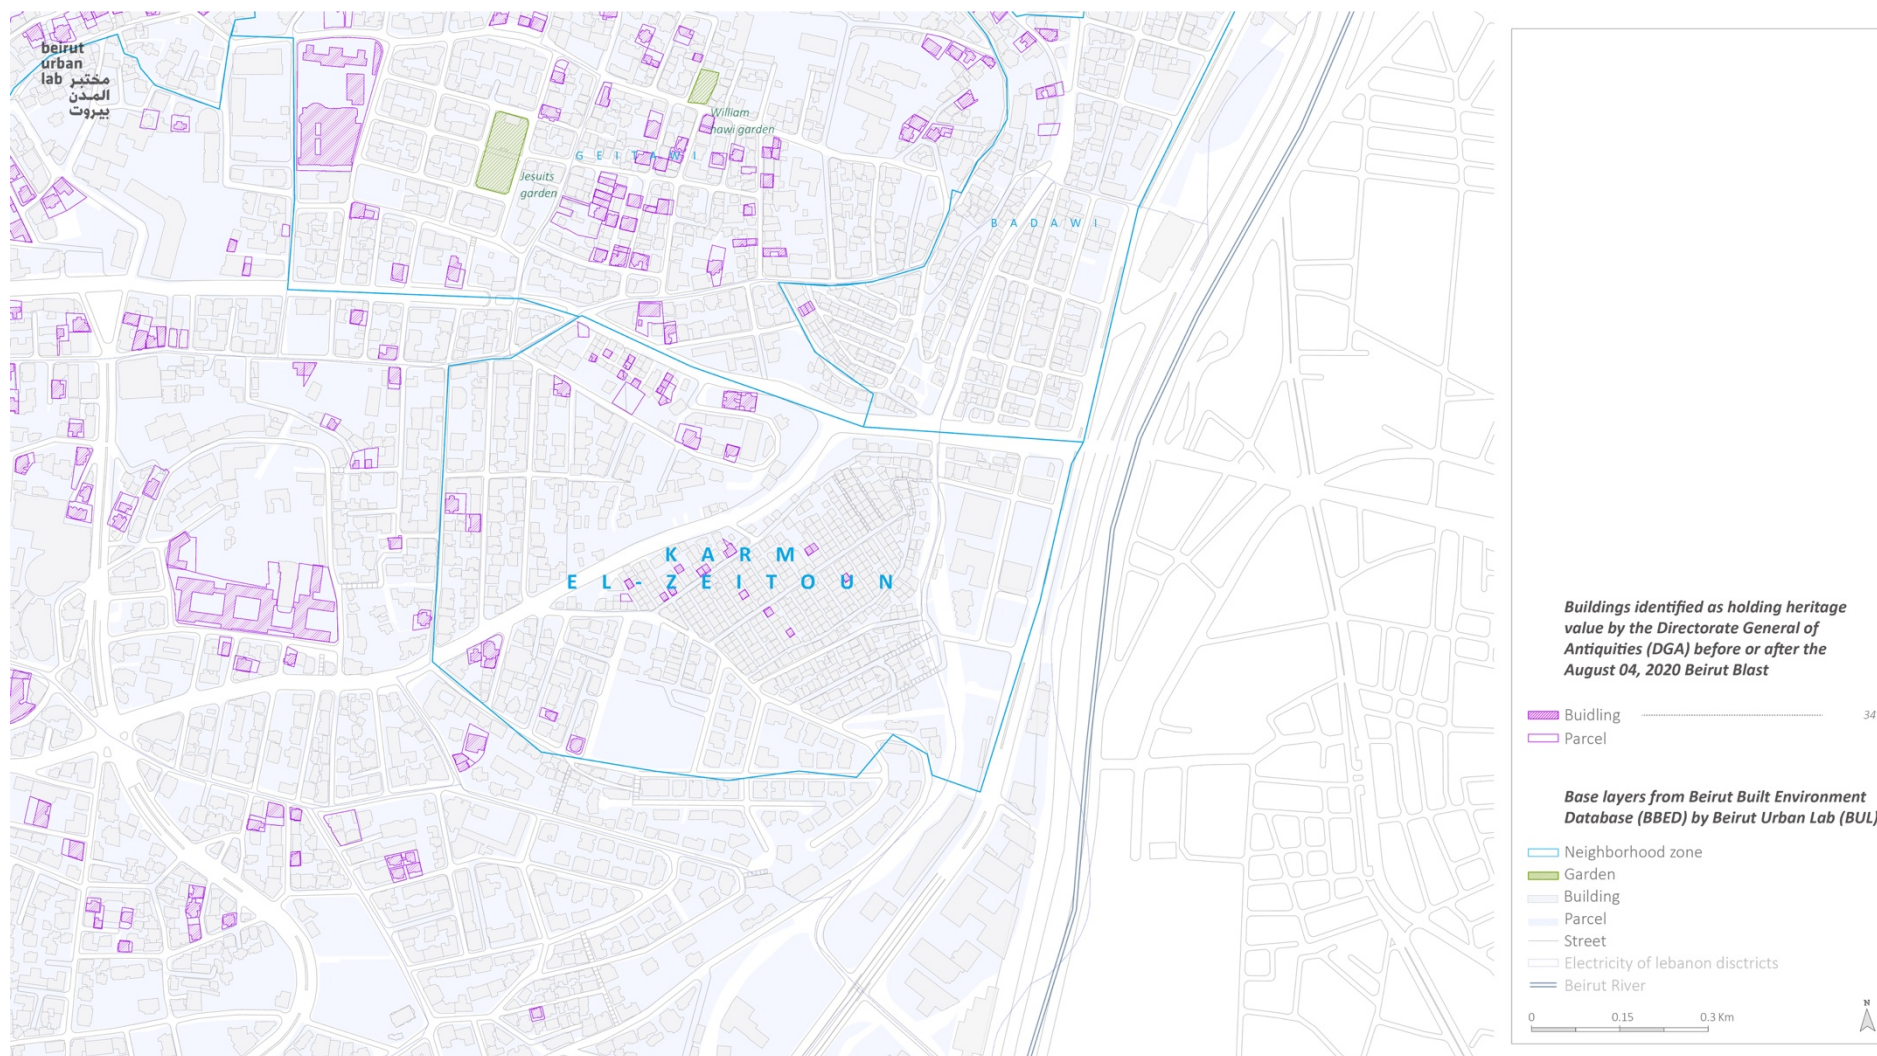 beirut
urban
lab مختبر
المدن
بيروت
William
hawi garden
G E I T A W I
Jesuits
garden
B A D A W I
K A R M
E L - Z E I T O U N
Buildings identified as holding heritage
value by the Directorate General of
Antiquities (DGA) before or after the
August 04, 2020 Beirut Blast
Buidling 34
Parcel
Base layers from Beirut Built Environment
Database (BBED) by Beirut Urban Lab (BUL)
Neighborhood zone
Garden
Building
Parcel
Street
Electricity of lebanon disctricts
Beirut River
0 0.15 0.3 Km
N